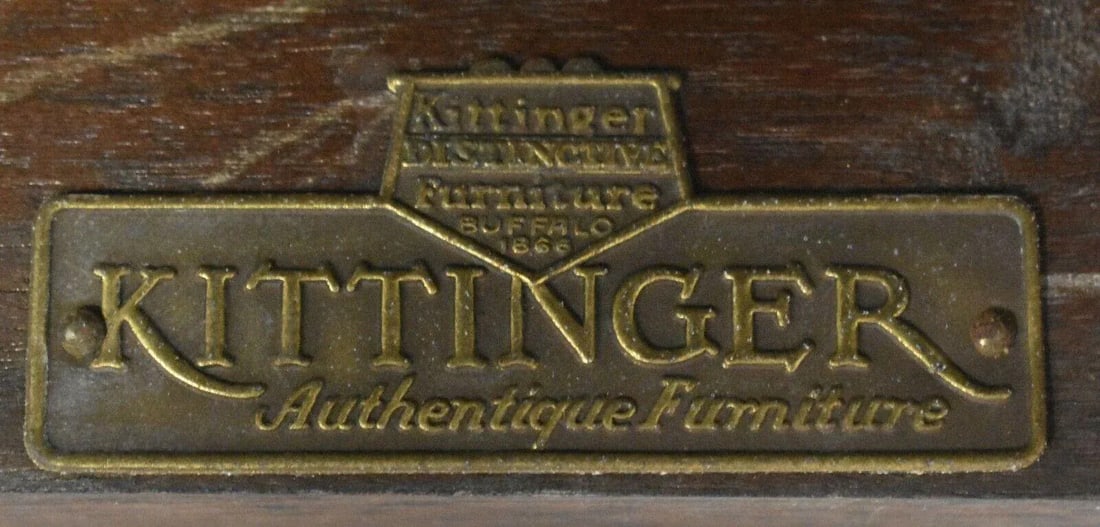 Kittinger
DISTINCTIVE
Furniture
BUFFALO
1866
KITTINGER
Authentique Furniture